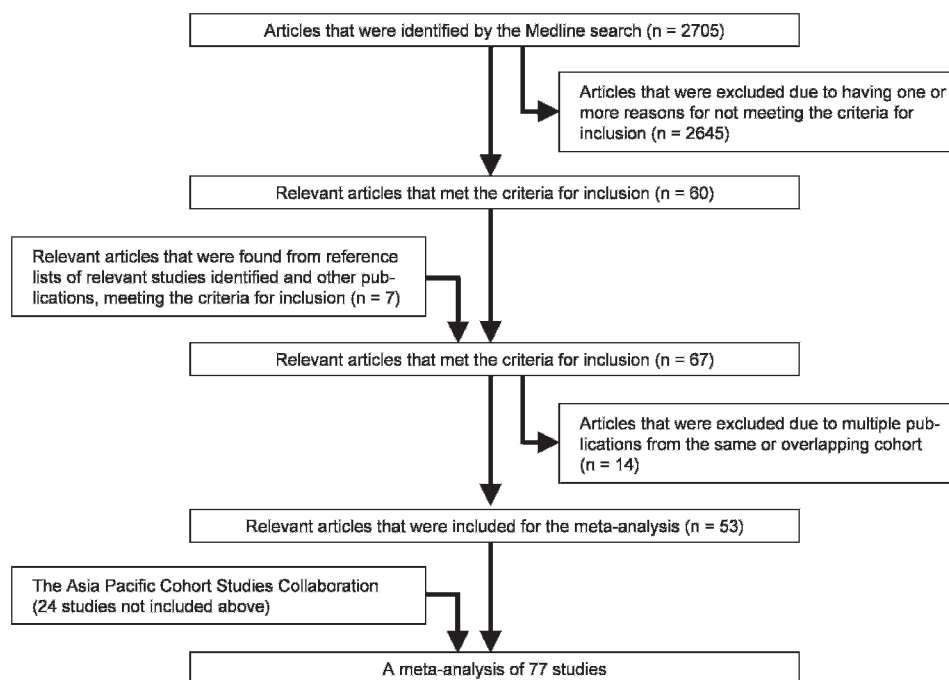 Articles that were identified by the Medline search (n = 2705)
Articles that were excluded due to having one or
more reasons for not meeting the criteria for
inclusion (n = 2645)
Relevant articles that met the criteria for inclusion (n = 60)
Relevant articles that were found from reference
lists of relevant studies identified and other pub-
lications, meeting the criteria for inclusion (n = 7)
Relevant articles that met the criteria for inclusion (n = 67)
Articles that were excluded due to multiple pub-
lications from the same or overlapping cohort
(n = 14)
Relevant articles that were included for the meta-analysis (n = 53)
The Asia Pacific Cohort Studies Collaboration
(24 studies not included above)
A meta-analysis of 77 studies